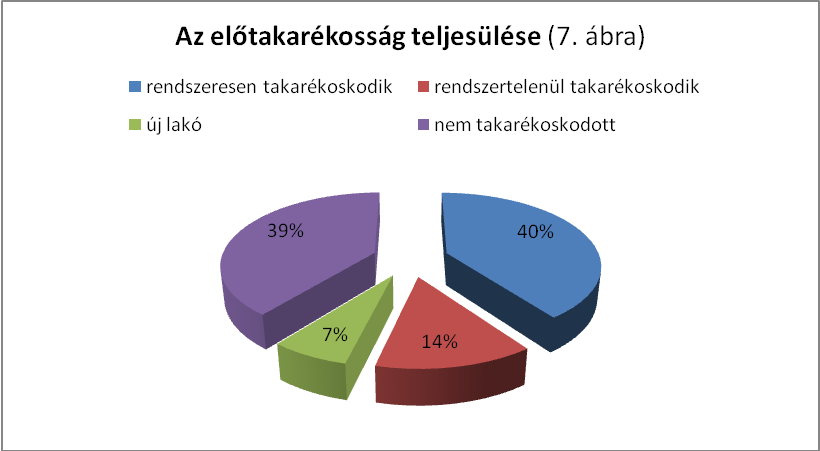 Az előtakarékosság teljesülése (7. ábra)
rendszeresen takarékoskodik rendszertelenül takarékoskodik
új lakó nem takarékoskodott
39% 40%
7% 14%